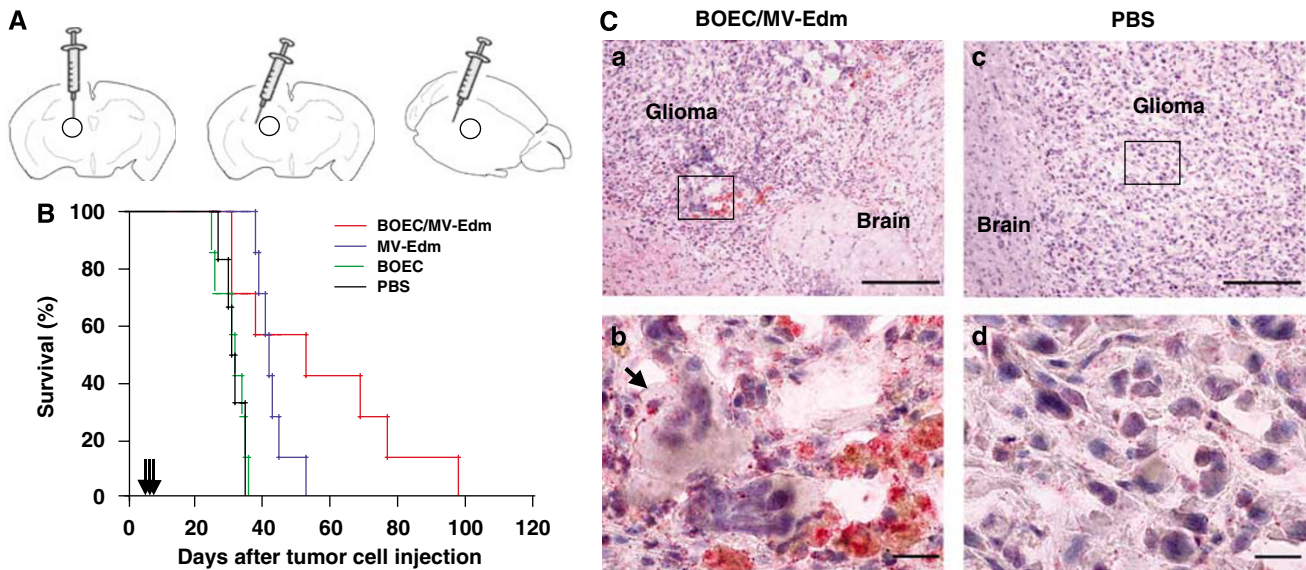 A
B
Survival (%)
100
80
60
40
20
0
BOEC/MV-Edm
MV-Edm
BOEC
PBS
0 20 40 60 80 100 120
Days after tumor cell injection
C
BOEC/MV-Edm PBS
a
Glioma
Brain
c
Glioma
Brain
b
d